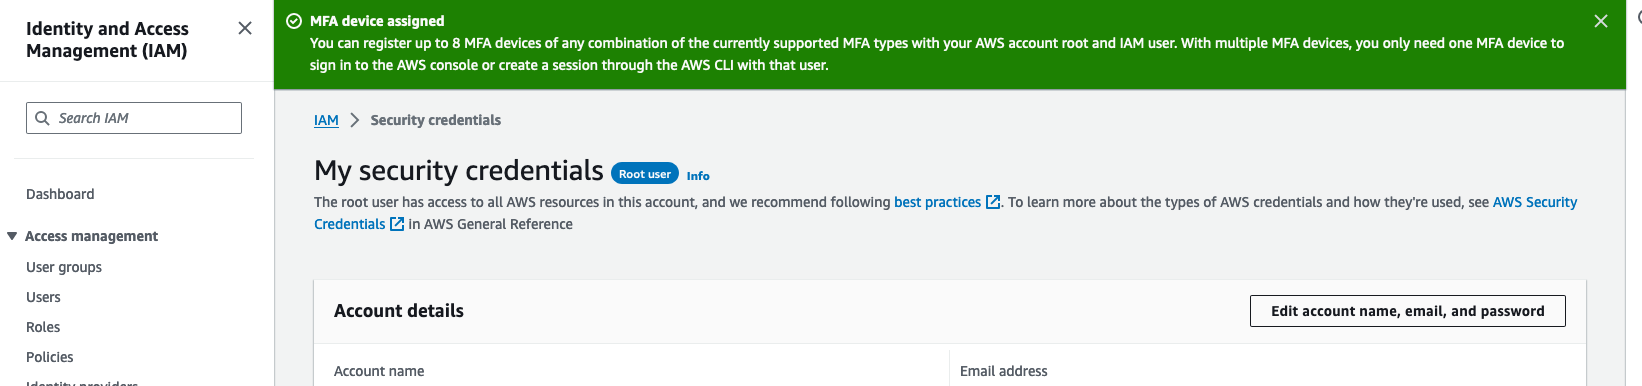 Identity and Access
Management (IAM)
Search IAM
Dashboard
Access management
User groups
Users
Roles
Policies
Identity providers
MFA device assigned
You can register up to 8 MFA devices of any combination of the currently supported MFA types with your AWS account root and IAM user. With multiple MFA devices, you only need one MFA device to
sign in to the AWS console or create a session through the AWS CLI with that user.
IAM > Security credentials
My security credentials Root user Info
The root user has access to all AWS resources in this account, and we recommend following best practices. To learn more about the types of AWS credentials and how they're used, see AWS Security
Credentials in AWS General Reference
Account details
Edit account name, email, and password
Account name
Email address